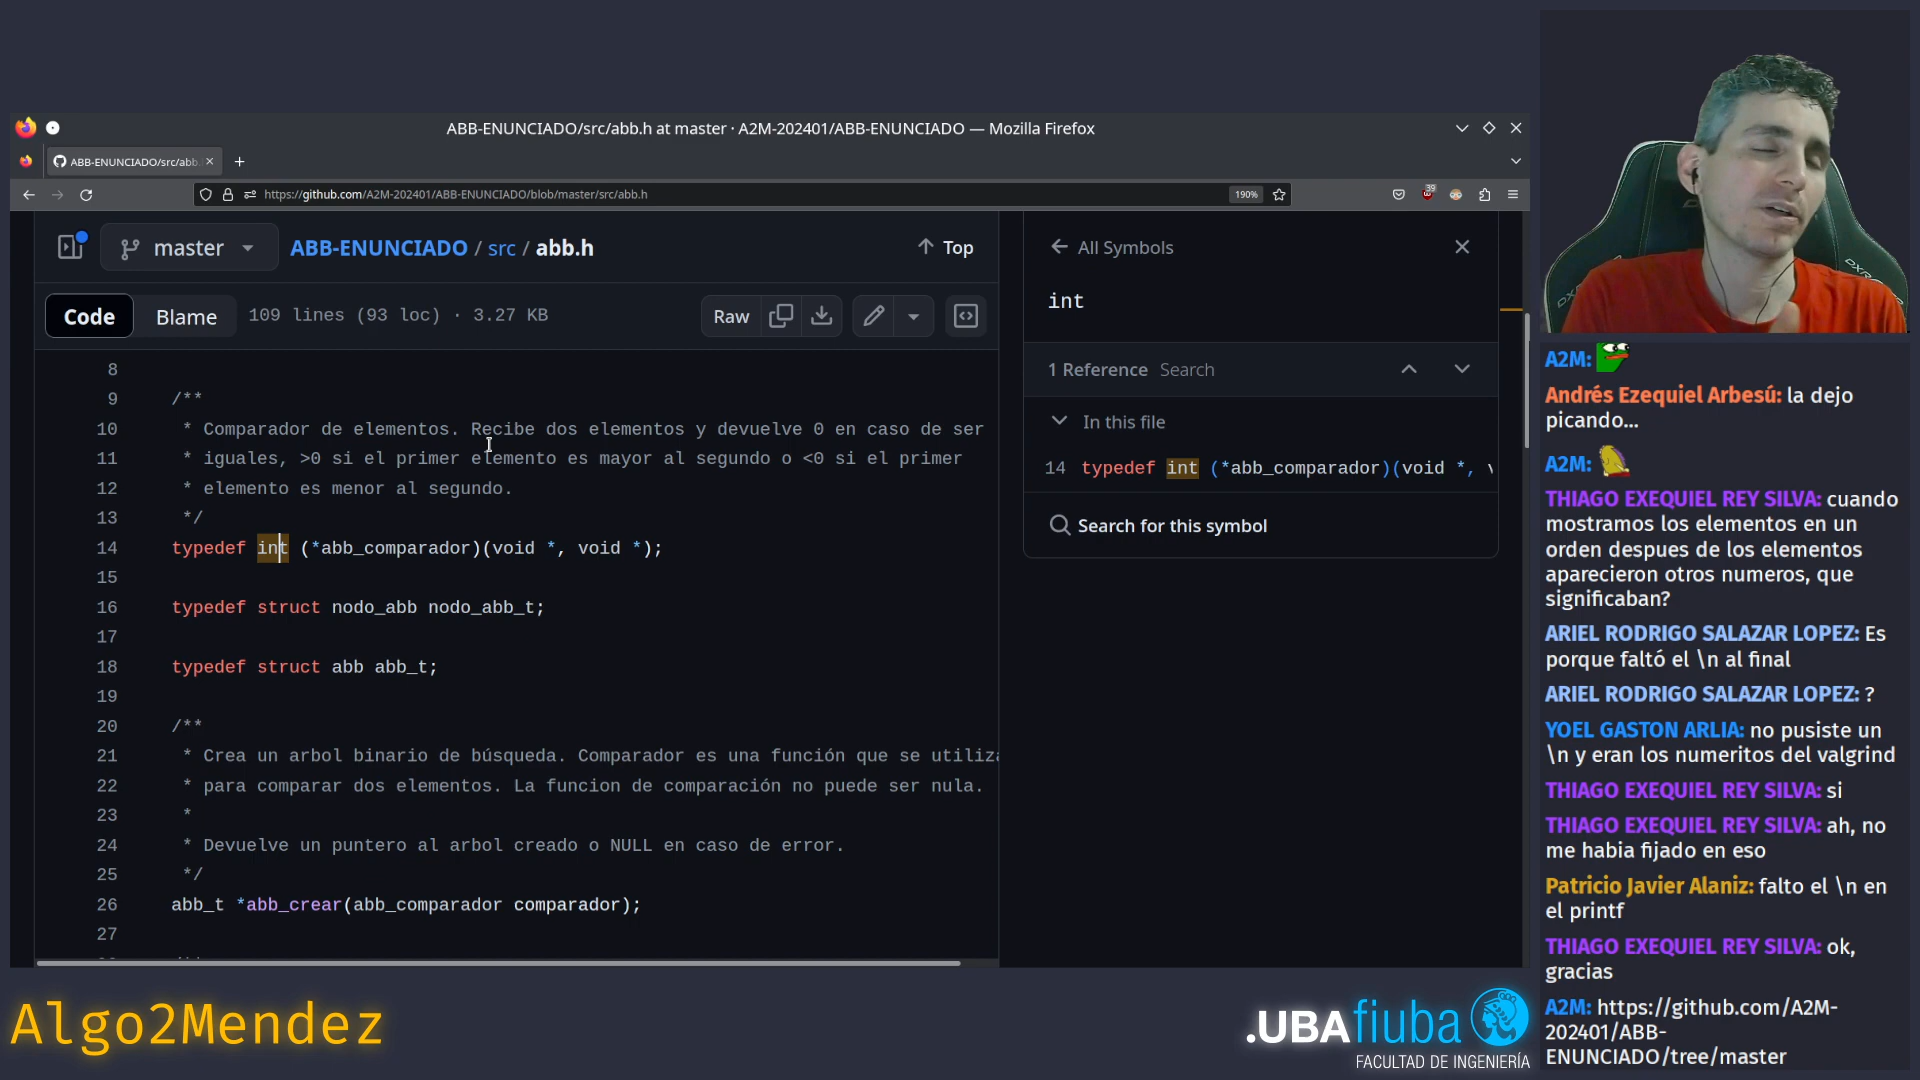 ABB-ENUNCIADO/src/abb.h at master · A2M-202401/ABB-ENUNCIADO — Mozilla Firefox
ABB-ENUNCIADO/src/abb.
https://github.com/A2M-202401/ABB-ENUNCIADO/blob/master/src/abb.h
190%
39
master
ABB-ENUNCIADO / src / abb.h
Top
Code
Blame
109 lines (93 loc) · 3.27 KB
Raw
8
9 /**
10 * Comparador de elementos. Recibe dos elementos y devuelve 0 en caso de ser
11 * iguales, >0 si el primer elemento es mayor al segundo o <0 si el primer
12 * elemento es menor al segundo.
13 */
14 typedef int (*abb_comparador)(void *, void *);
15
16 typedef struct nodo_abb nodo_abb_t;
17
18 typedef struct abb abb_t;
19
20 /**
21 * Crea un arbol binario de búsqueda. Comparador es una función que se utiliza
22 * para comparar dos elementos. La funcion de comparación no puede ser nula.
23 *
24 * Devuelve un puntero al arbol creado o NULL en caso de error.
25 */
26 abb_t *abb_crear(abb_comparador comparador);
27
All Symbols
int
1 Reference Search
In this file
14 typedef int (*abb_comparador)(void *,
Search for this symbol
A2M:
Andrés Ezequiel Arbesú: la dejo
picando...
A2M:
THIAGO EXEQUIEL REY SILVA: cuando
mostramos los elementos en un
orden despues de los elementos
aparecieron otros numeros, que
significaban?
ARIEL RODRIGO SALAZAR LOPEZ: Es
porque faltó el \n al final
ARIEL RODRIGO SALAZAR LOPEZ: ?
YOEL GASTON ARLIA: no pusiste un
\n y eran los numeritos del valgrind
THIAGO EXEQUIEL REY SILVA: si
THIAGO EXEQUIEL REY SILVA: ah, no
me habia fijado en eso
Patricio Javier Alaniz: falto el \n en
el printf
THIAGO EXEQUIEL REY SILVA: ok,
gracias
A2M: https://github.com/A2M-
202401/ABB-
ENUNCIADO/tree/master
Algo2Mendez
.UBAfiuba
FACULTAD DE INGENIERÍA